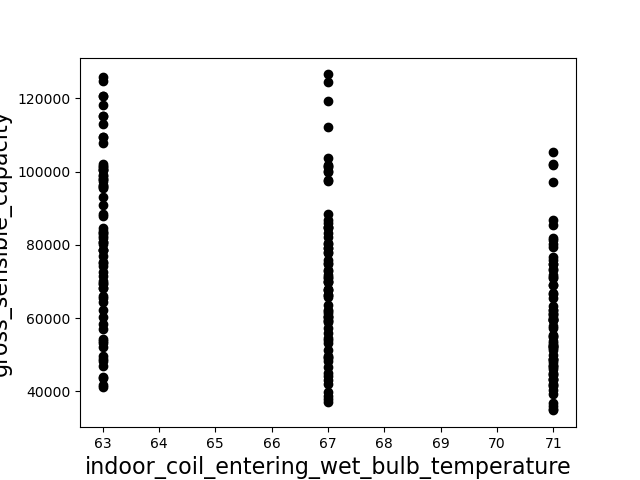 120000
100000
80000
60000
40000
gross_sensible_capacity
63 64 65 66 67 68 69 70 71
indoor_coil_entering_wet_bulb_temperature